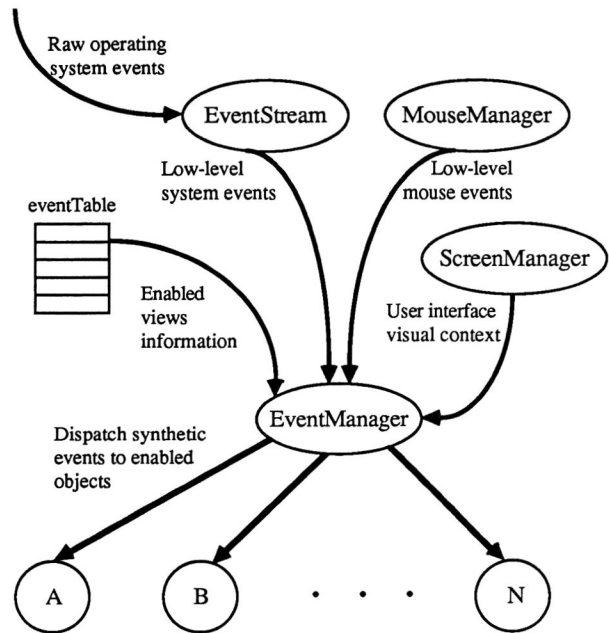 Raw operating
system events
EventStream
MouseManager
Low-level
system events
Low-level
mouse events
eventTable
ScreenManager
Enabled
views
information
User interface
visual context
EventManager
Dispatch synthetic
events to enabled
objects
A
B
. . .
N